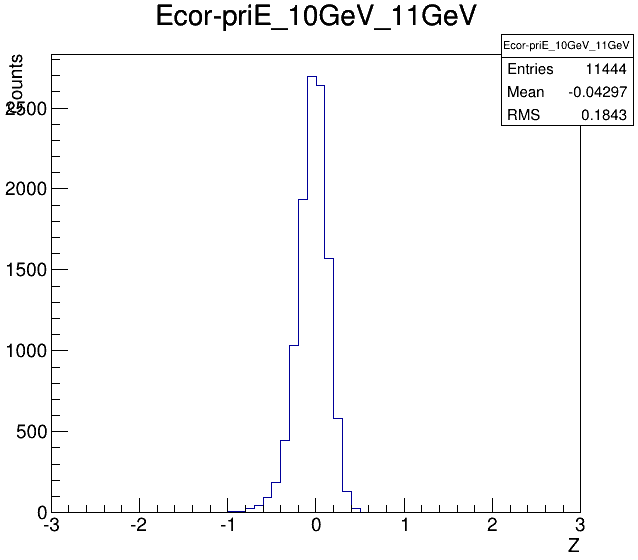 Ecor-priE_10GeV_11GeV
Ecor-priE_10GeV_11GeV
Entries 11444
Mean -0.04297
RMS 0.1843
Counts
2500
2000
1500
1000
500
0
-3 -2 -1 0 1 2 3
Z